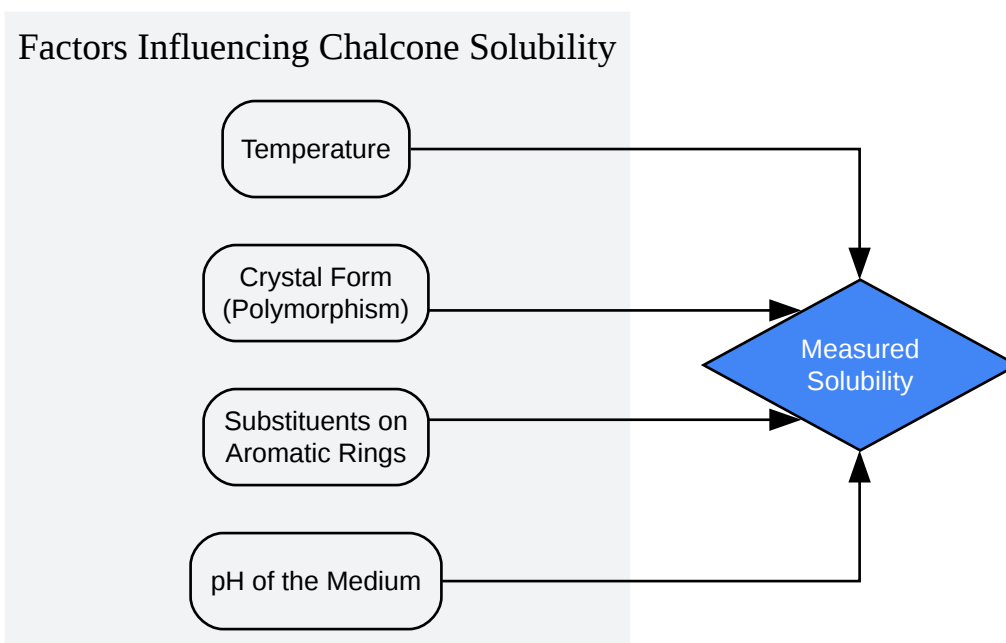 Factors Influencing Chalcone Solubility
Temperature
Crystal Form
(Polymorphism)
Substituents on
Aromatic Rings
pH of the Medium
Measured
Solubility